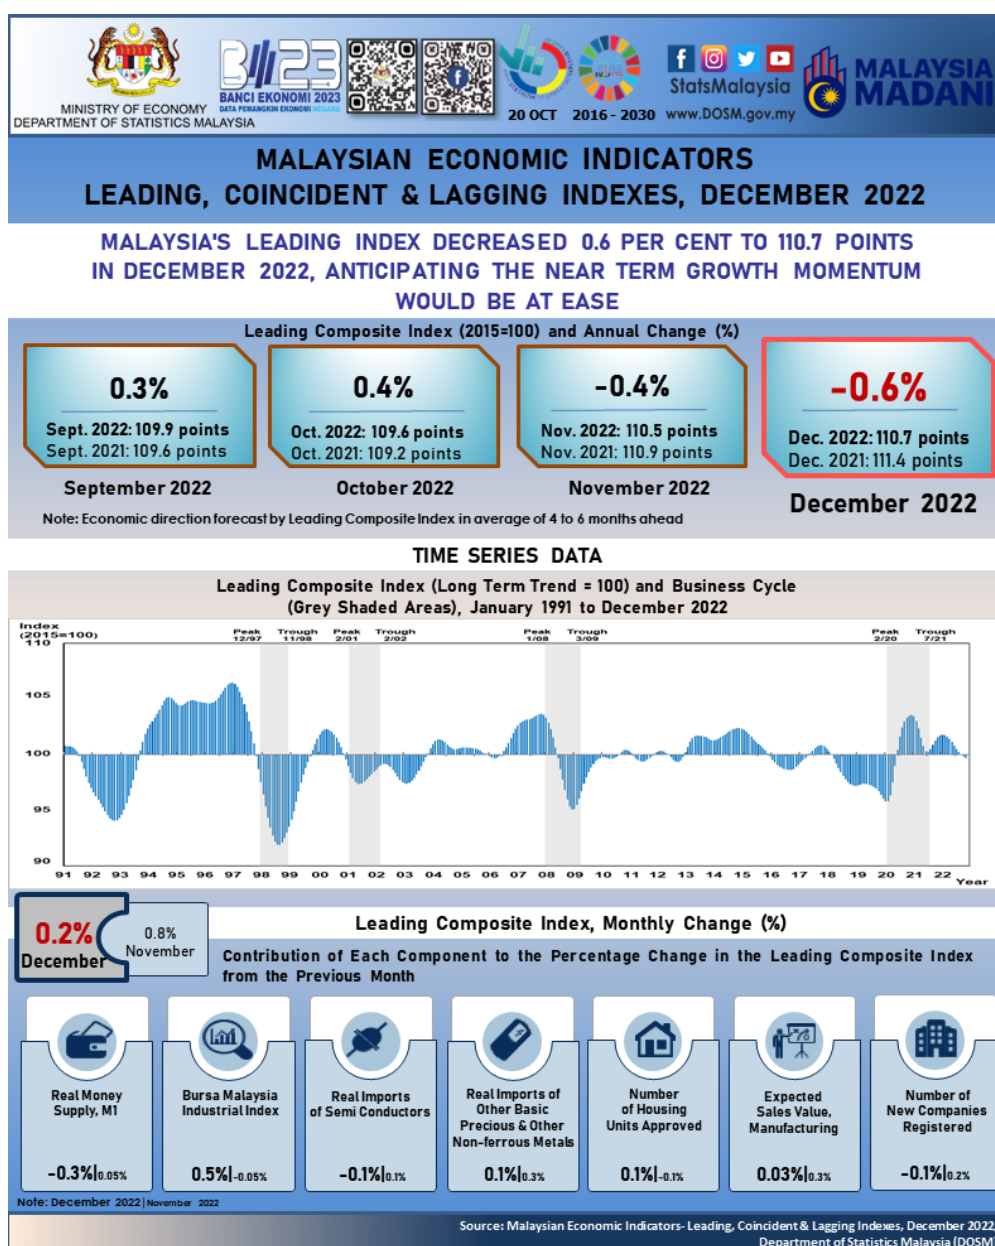 MINISTRY OF ECONOMY
DEPARTMENT OF STATISTICS MALAYSIA
B 23
BANCI EKONOMI 2023
DATA PEMANGKIN EKONOMI NEGARA
20 OCT
2016 - 2030
StatsMalaysia
www.DOSM.gov.my
MALAYSIA
MADANI
MALAYSIAN ECONOMIC INDICATORS
LEADING, COINCIDENT & LAGGING INDEXES, DECEMBER 2022
MALAYSIA'S LEADING INDEX DECREASED 0.6 PER CENT TO 110.7 POINTS
IN DECEMBER 2022, ANTICIPATING THE NEAR TERM GROWTH MOMENTUM
WOULD BE AT EASE
Leading Composite Index (2015=100) and Annual Change (%)
0.3%
Sept. 2022: 109.9 points
Sept. 2021: 109.6 points
September 2022
0.4%
Oct. 2022: 109.6 points
Oct. 2021: 109.2 points
October 2022
-0.4%
Nov. 2022: 110.5 points
Nov. 2021: 110.9 points
November 2022
-0.6%
Dec. 2022: 110.7 points
Dec. 2021: 111.4 points
December 2022
Note: Economic direction forecast by Leading Composite Index in average of 4 to 6 months ahead
TIME SERIES DATA
Leading Composite Index (Long Term Trend = 100) and Business Cycle
(Grey Shaded Areas), January 1991 to December 2022
Index
(2015=100)
Peak Trough Peak Trough Peak Trough Peak Trough
12/97 11/98 2/01 2/02 1/08 3/09 2/20 7/21
110
105
100
95
90
91 92 93 94 95 96 97 98 99 00 01 02 03 04 05 06 07 08 09 10 11 12 13 14 15 16 17 18 19 20 21 22
Year
0.2%
December
0.8%
November
Leading Composite Index, Monthly Change (%)
Contribution of Each Component to the Percentage Change in the Leading Composite Index
from the Previous Month
Real Money
Supply, M1
-0.3%|0.05%
Bursa Malaysia
Industrial Index
0.5%|-0.05%
Real Imports
of Semi Conductors
-0.1%|0.1%
Real Imports of
Other Basic
Precious & Other
Non-ferrous Metals
0.1%|0.3%
Number
of Housing
Units Approved
0.1%|-0.1%
Expected
Sales Value,
Manufacturing
0.03%|0.3%
Number of
New Companies
Registered
-0.1%|0.2%
Note: December 2022|November 2022
Source: Malaysian Economic Indicators- Leading, Coincident & Lagging Indexes, December 2022,
Department of Statistics Malaysia (DOSM)